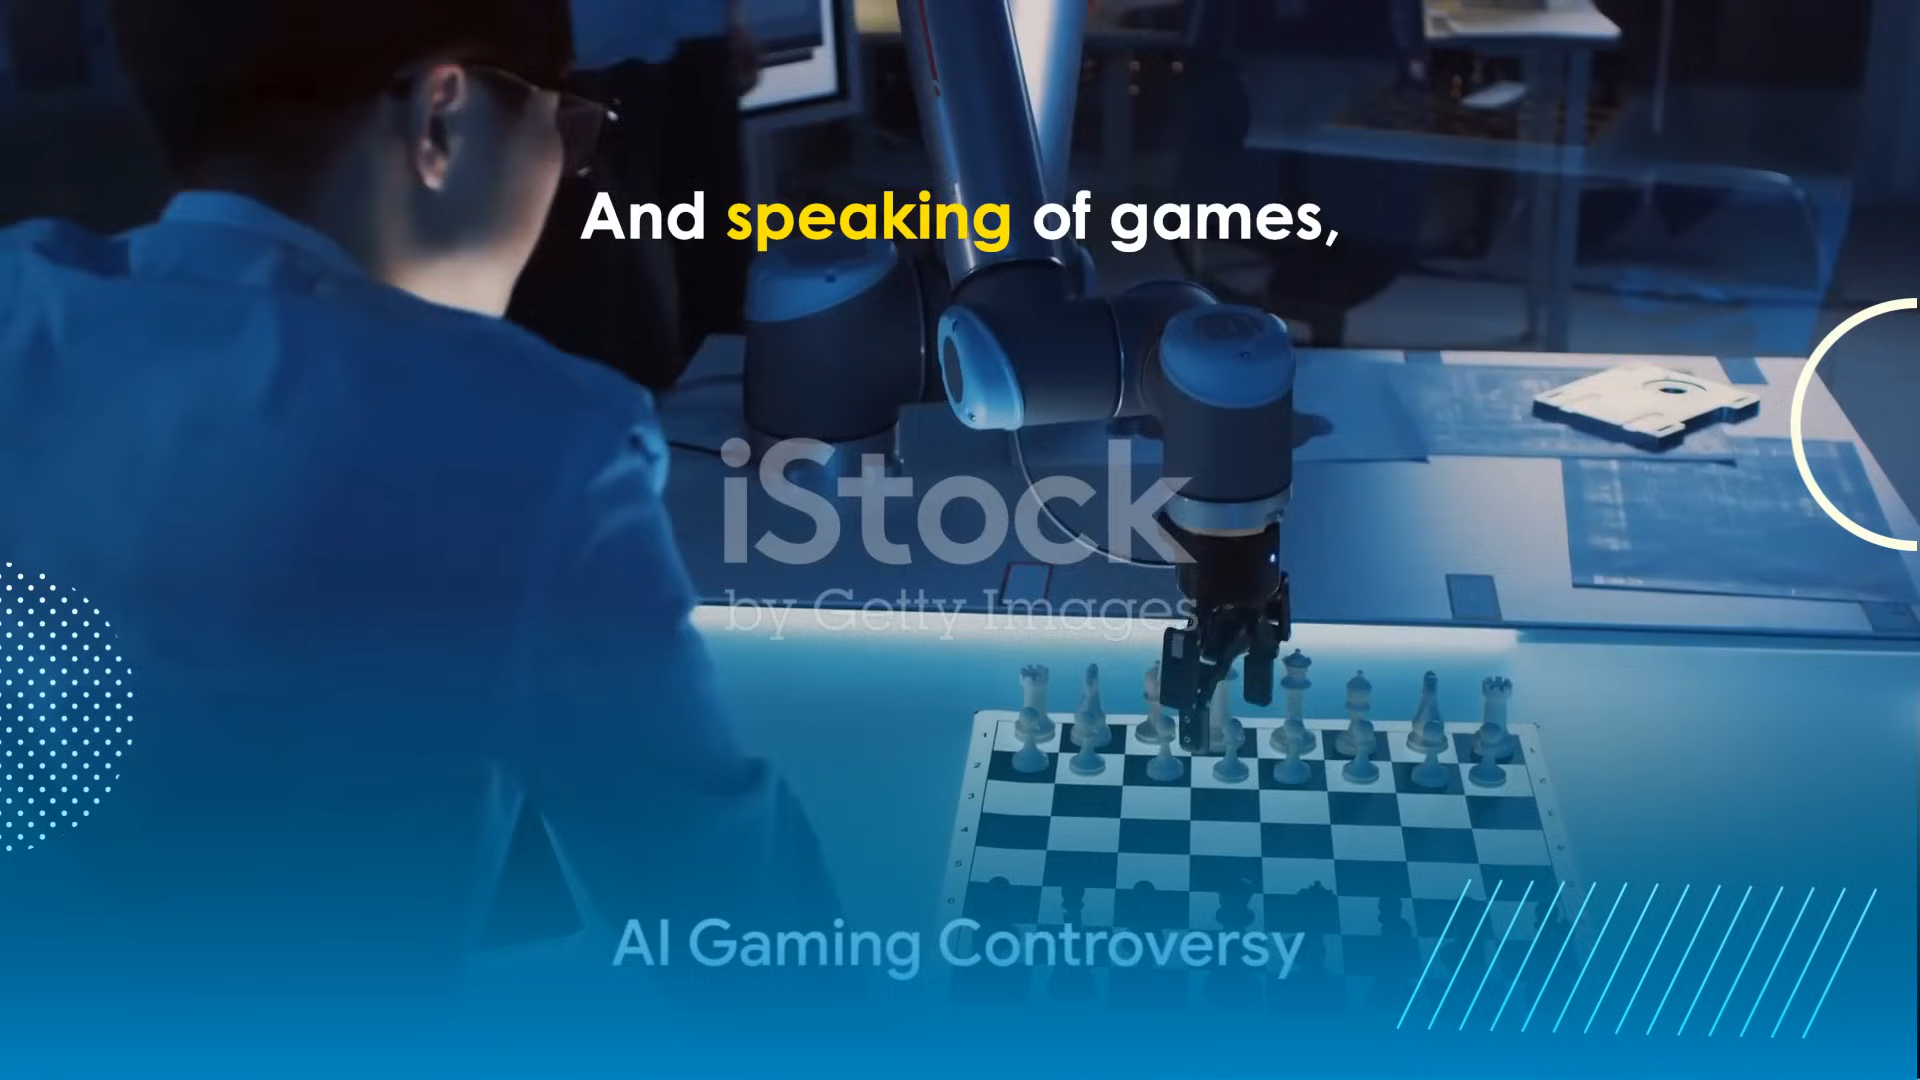 And speaking of games,
iStock
by Getty Images
AI Gaming Controversy